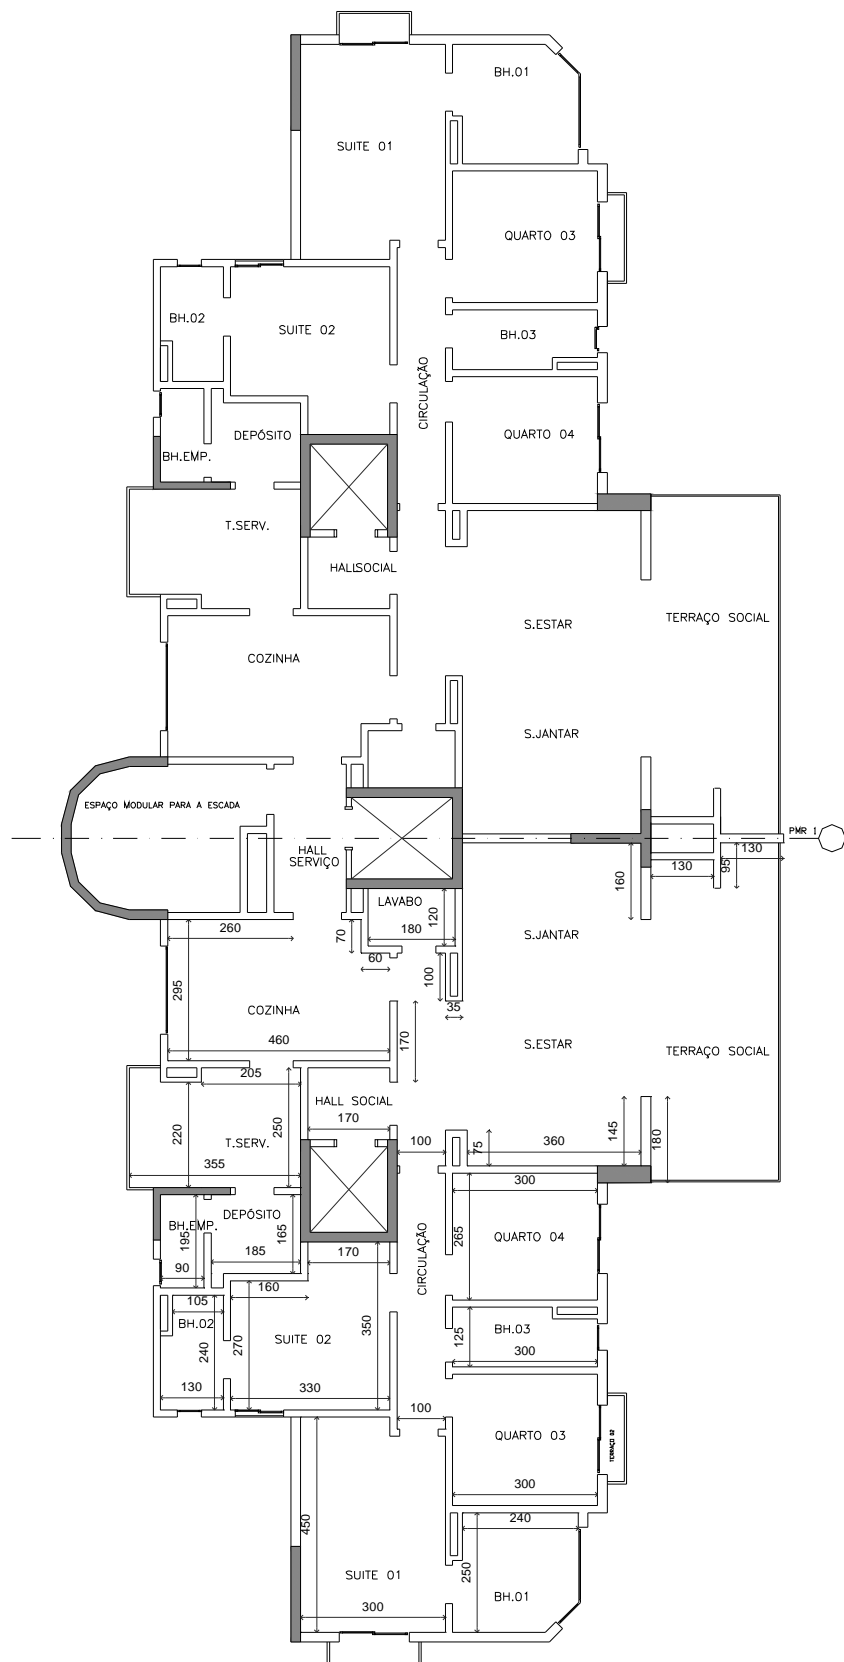 BH.01
SUITE 01
QUARTO 03
BH.02
SUITE 02
BH.03
CIRCULAÇÃO
DEPÓSITO
QUARTO 04
BH.EMP.
T.SERV.
HALLSOCIAL
TERRAÇO SOCIAL
S.ESTAR
COZINHA
S.JANTAR
ESPAÇO MODULAR PARA A ESCADA
PMR 1
HALL
SERVIÇO
130
130
95
160
LAVABO
120
260
70
180
S.JANTAR
60
100
295
COZINHA
35
460
170
S.ESTAR
TERRAÇO SOCIAL
205
HALL SOCIAL
220
250
170
T.SERV.
100
75
360
145
180
355
300
BH.EMP.
DEPÓSITO
195
165
CIRCULAÇÃO
265
QUARTO 04
185
170
90
160
105
BH.02
350
125
BH.03
240
270
SUITE 02
300
130
330
100
QUARTO 03
TERRAÇO 02
300
450
240
250
SUITE 01
BH.01
300